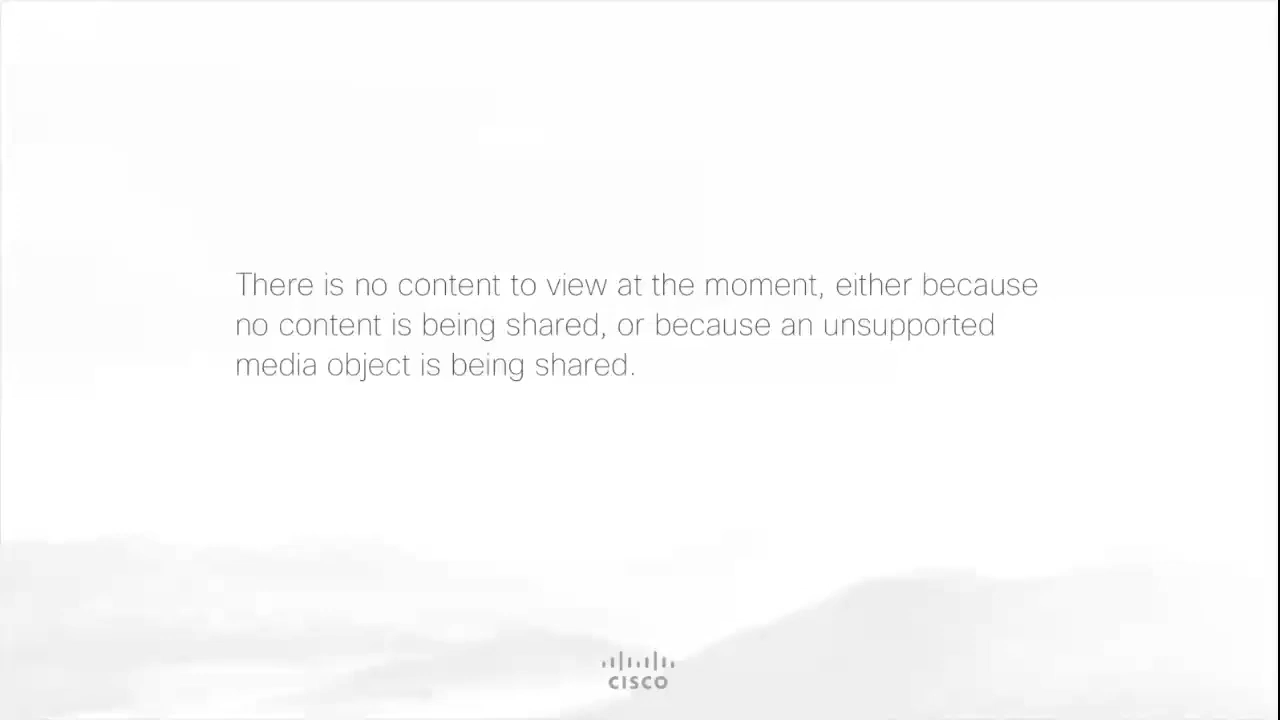 There is no content to view at the moment, either because
no content is being shared, or because an unsupported
media object is being shared.
CISCO